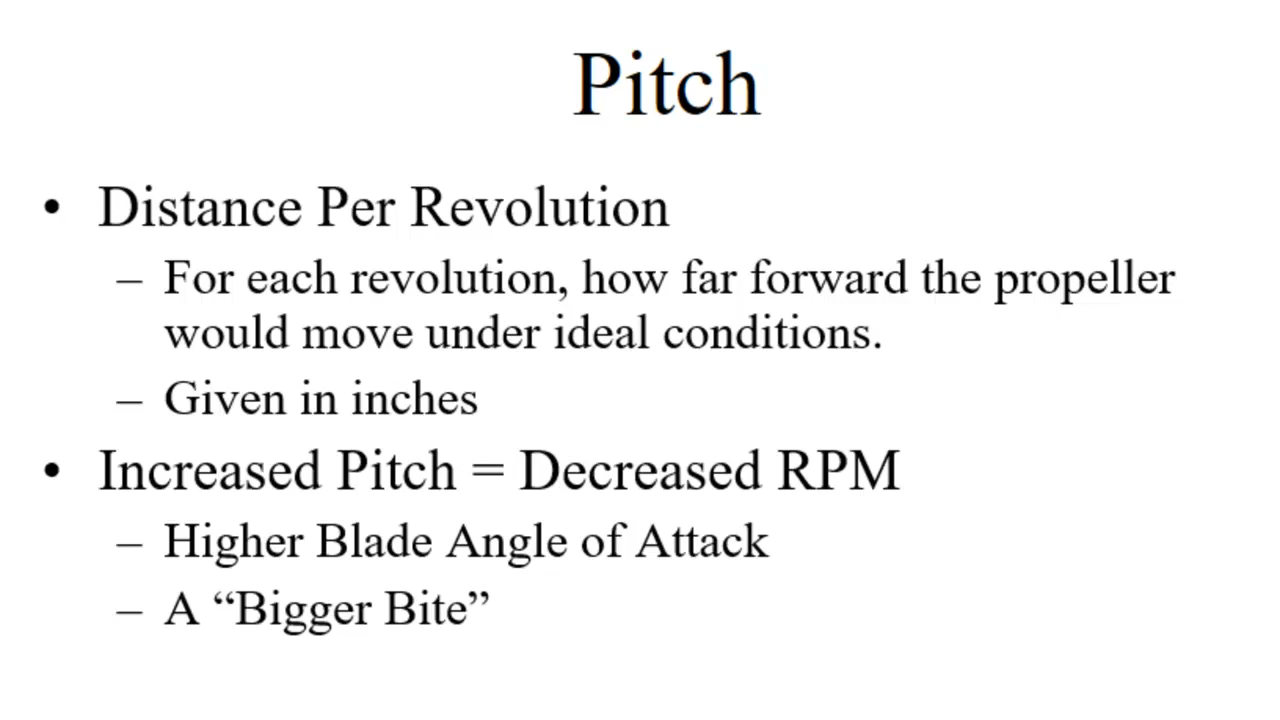 Pitch
• Distance Per Revolution
– For each revolution, how far forward the propeller
would move under ideal conditions.
– Given in inches
• Increased Pitch = Decreased RPM
– Higher Blade Angle of Attack
– A “Bigger Bite”